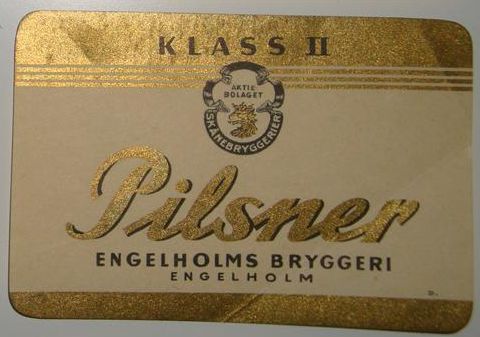 KLASS II
AKTIE
BOLAGET
SKÅNEBRYGGERIER
Pilsner
ENGELHOLMS BRYGGERI
ENGELHOLM